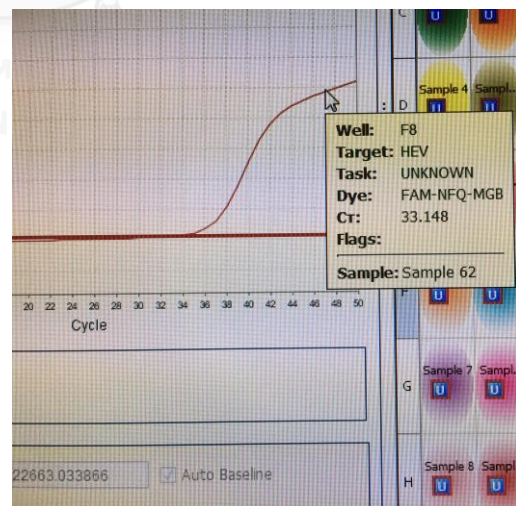 C
U
U
Sample 4 Sampl..
D
U
U
Well: F8
Target: HEV
Task: UNKNOWN
Dye: FAM-NFQ-MGB
CT: 33.148
Flags:
Sample: Sample 62
F
U
U
20 22 24 26 28 30 32 34 36 38 40 42 44 46 48 50
Cycle
Sample 7 Sampl.
G
U
U
22663.033866 Auto Baseline
Sample 8 Sampl
H
U
U